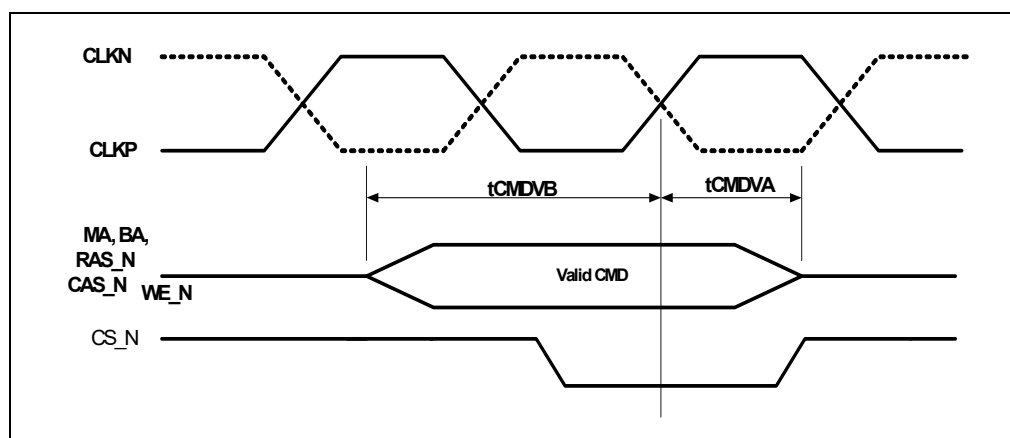 CLKN
CLKP
tCMDVB
tCMDVA
MA, BA,
RAS_N
CAS_N WE_N
Valid CMD
CS_N